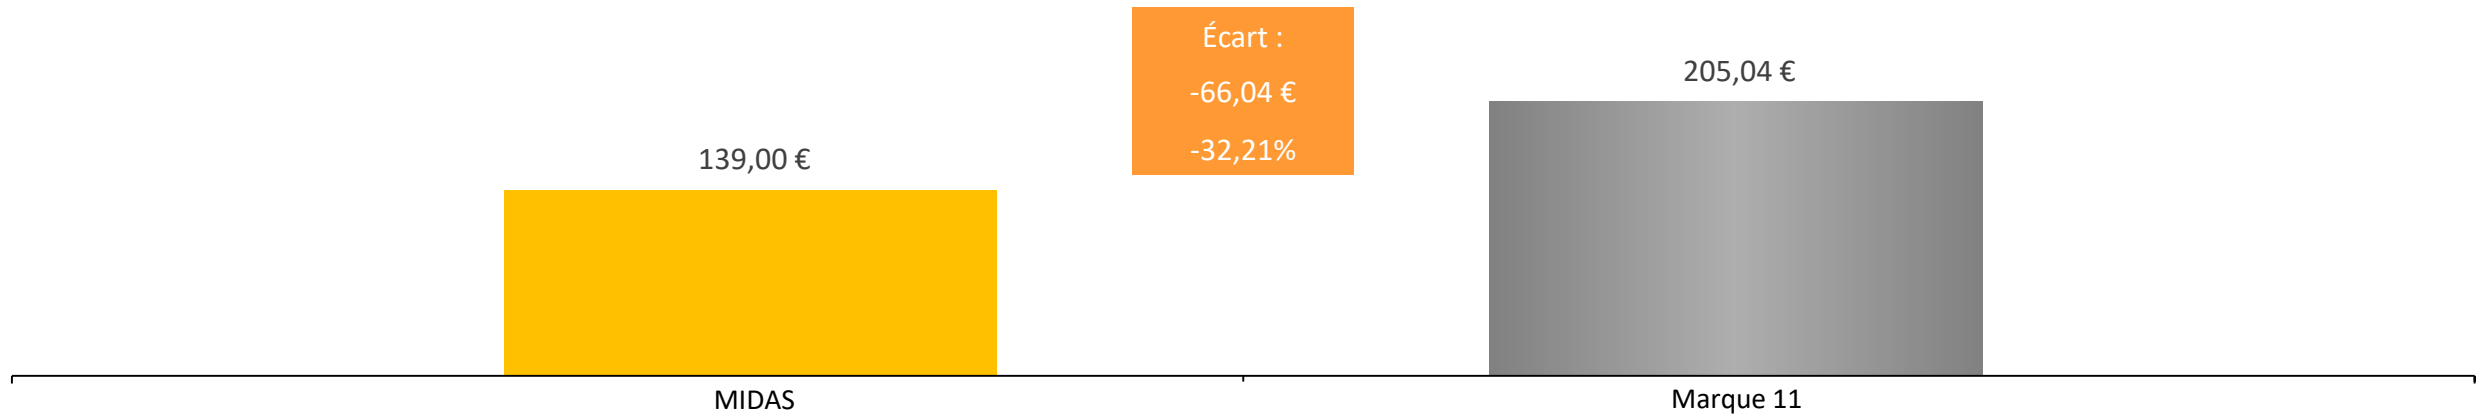 Écart :
-66,04 €
-32,21%
205,04 €
139,00 €
MIDAS
Marque 11